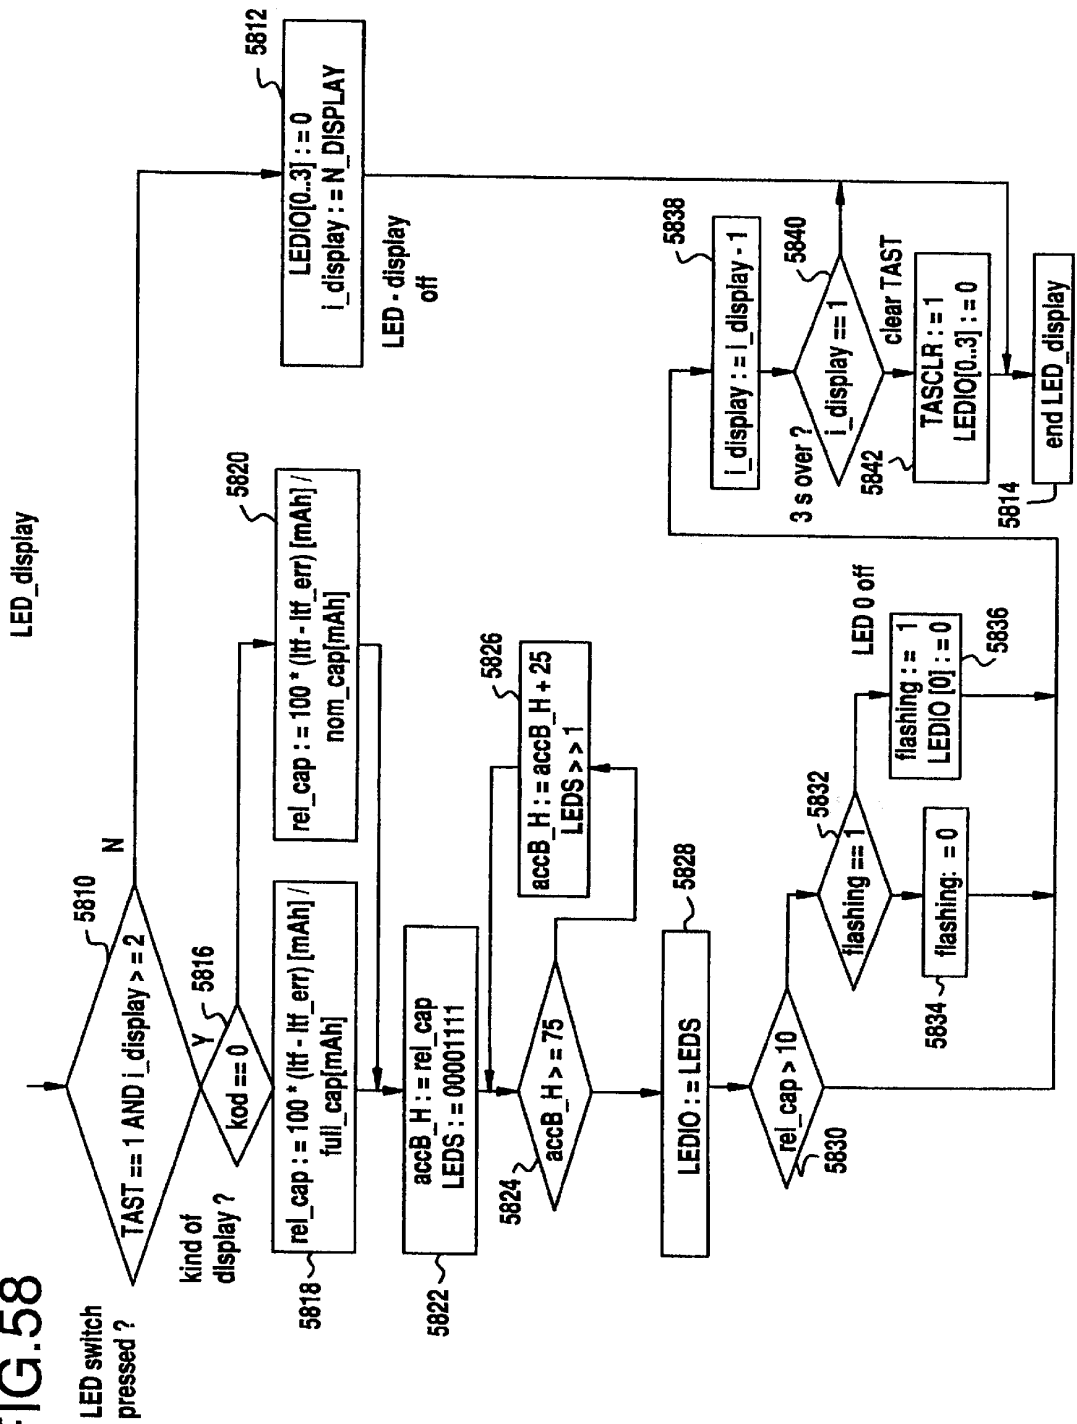 FIG.58
LED_display
LED switch
pressed ?
5810
TAST == 1 AND i_display > = 2
N
Y
5812
LEDIO[0..3] : = 0
i_display : = N_DISPLAY
LED - display
off
kind of
display ?
5816
kod == 0
5818
rel_cap : = 100 * (Itf - Itf_err) [mAh] /
full_cap[mAh]
5820
rel_cap : = 100 * (Itf - Itf_err) [mAh] /
nom_cap[mAh]
5822
accB_H : = rel_cap
LEDS : = 00001111
5824
accB_H > = 75
5826
accB_H : = accB_H + 25
LEDS > > 1
5828
LEDIO : = LEDS
5830
rel_cap > 10
5832
flashing == 1
5834
flashing: = 0
LED 0 off
flashing : = 1
LEDIO [0] : = 0
5836
5838
i_display : = i_display - 1
3 s over ?
5840
i_display == 1
clear TAST
5842
TASCLR : = 1
LEDIO[0..3] : = 0
5814
end LED_display